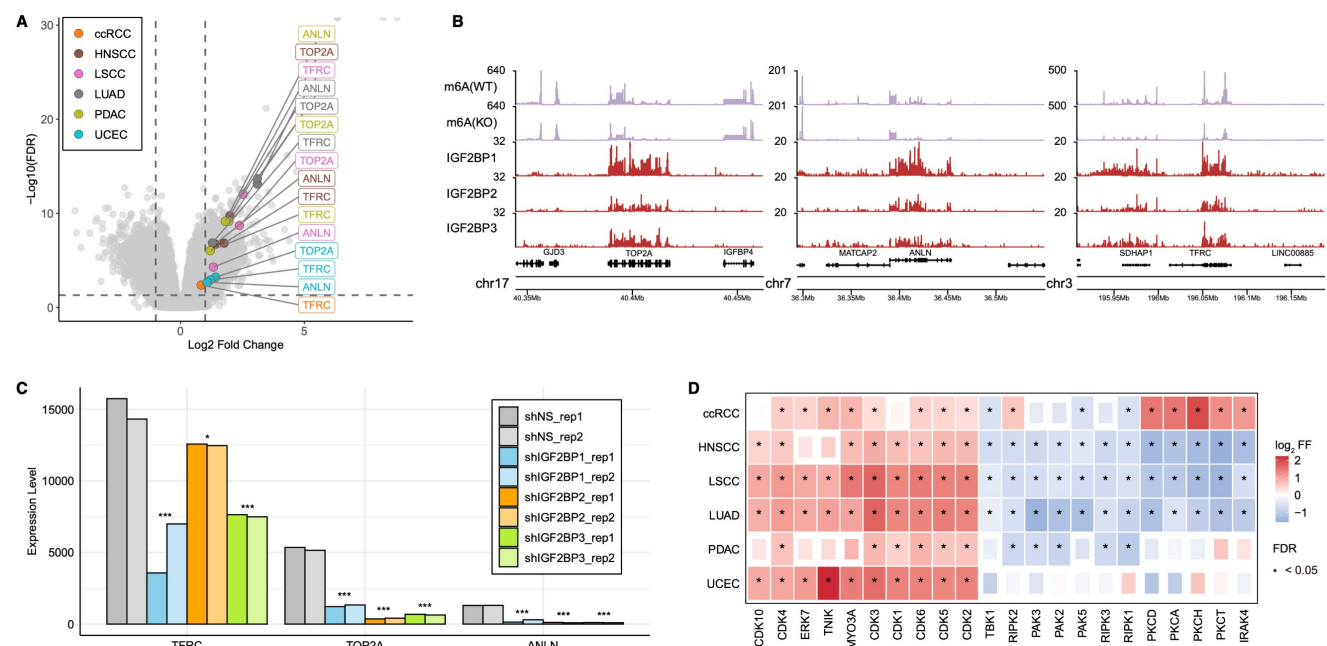 A
ccRCC
HNSCC
LSCC
LUAD
PDAC
UCEC
ANLN
TOP2A
TFRC
ANLN
TOP2A
TOP2A
TFRC
TOP2A
ANLN
TFRC
TFRC
ANLN
TOP2A
TFRC
ANLN
TFRC
30
20
10
0
−Log10(FDR)
0 5
Log2 Fold Change
B
640 201 500
m6A(WT)
640 201 500
m6A(KO)
32 20 20
IGF2BP1
32 20 20
IGF2BP2
32 20 20
IGF2BP3
GJD3 TOP2A IGFBP4 MATCAP2 ANLN SDHAP1 TFRC LINC00885
chr17 chr7 chr3
40.35Mb 40.4Mb 40.45Mb 36.3Mb 36.35Mb 36.4Mb 36.45Mb 36.5Mb 195.95Mb 196Mb 196.05Mb 196.1Mb 196.15Mb
C
Expression Level
15000
10000
5000
0
*** * ***
*** *** ***
*** *** ***
TFRC TOP2A ANLN
shNS_rep1
shNS_rep2
shIGF2BP1_rep1
shIGF2BP1_rep2
shIGF2BP2_rep1
shIGF2BP2_rep2
shIGF2BP3_rep1
shIGF2BP3_rep2
D
ccRCC
HNSCC
LSCC
LUAD
PDAC
UCEC
CDK10
CDK4
ERK7
TNIK
MYO3A
CDK3
CDK1
CDK6
CDK5
CDK2
TBK1
RIPK2
PAK3
PAK2
PAK5
RIPK3
RIPK1
PKCD
PKCA
PKCH
PKCT
IRAK4
log2 FF
2
1
0
−1
FDR
* < 0.05